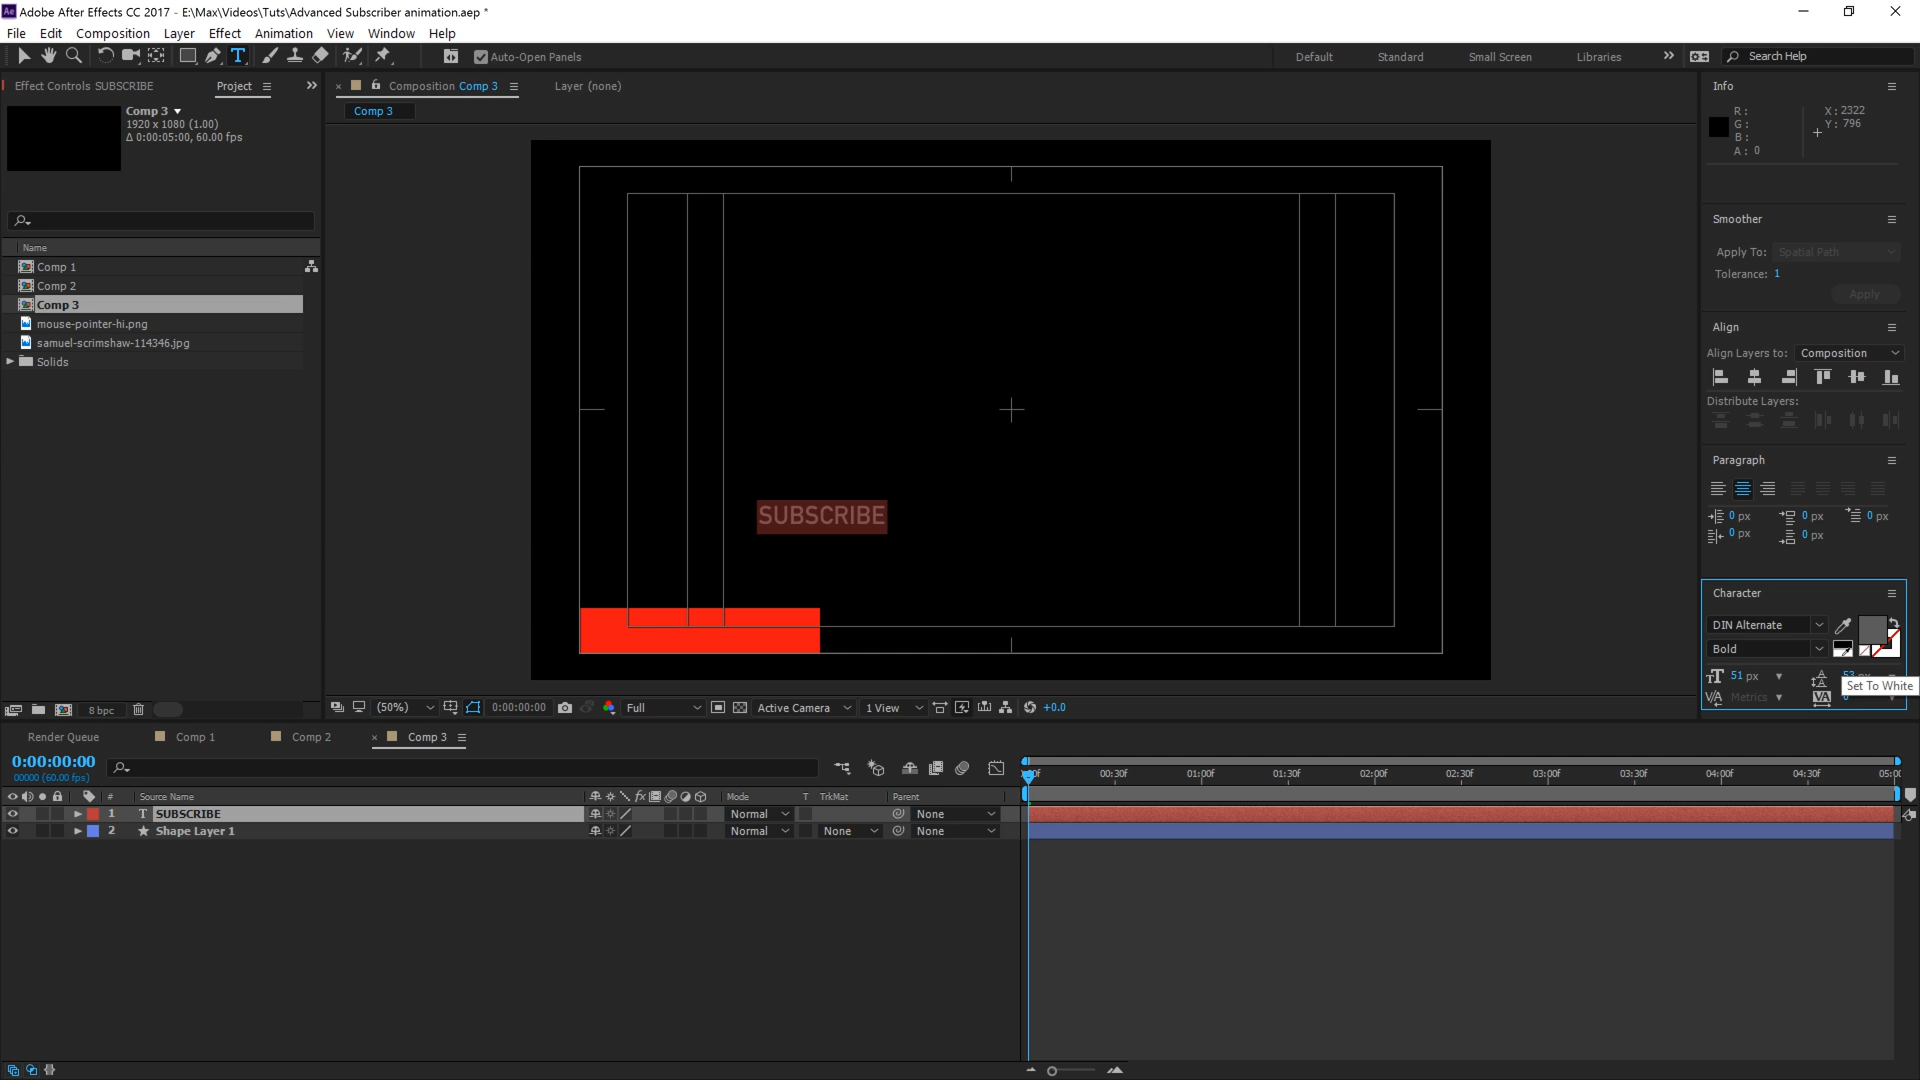 Adobe After Effects CC 2017 - E:\Max\Videos\Tuts\Advanced Subscriber animation.aep *
File Edit Composition Layer Effect Animation View Window Help
Auto-Open Panels Default Standard Small Screen Libraries Search Help
Effect Controls SUBSCRIBE Project
Composition Comp 3 Layer (none)
Comp 3
Comp 3
1920 x 1080 (1.00)
Δ 0:00:05:00, 60.00 fps
Name
Comp 1
Comp 2
Comp 3
mouse-pointer-hi.png
samuel-scrimshaw-114346.jpg
Solids
8 bpc
SUBSCRIBE
(50%) 0:00:00:00 Full Active Camera 1 View +0.0
Info
R :
G :
B :
A : 0
X : 2322
Y : 796
Smoother
Apply To: Spatial Path
Tolerance: 1
Apply
Align
Align Layers to: Composition
Distribute Layers:
Paragraph
0 px 0 px 0 px
0 px 0 px
Character
DIN Alternate
Bold
51 px
Set To White
Metrics
Render Queue Comp 1 Comp 2 Comp 3
0:00:00:00
00000 (60.00 fps)
00:30f 01:00f 01:30f 02:00f 02:30f 03:00f 03:30f 04:00f 04:30f
# Source Name Mode T TrkMat Parent
1 T SUBSCRIBE Normal None
2 Shape Layer 1 Normal None None